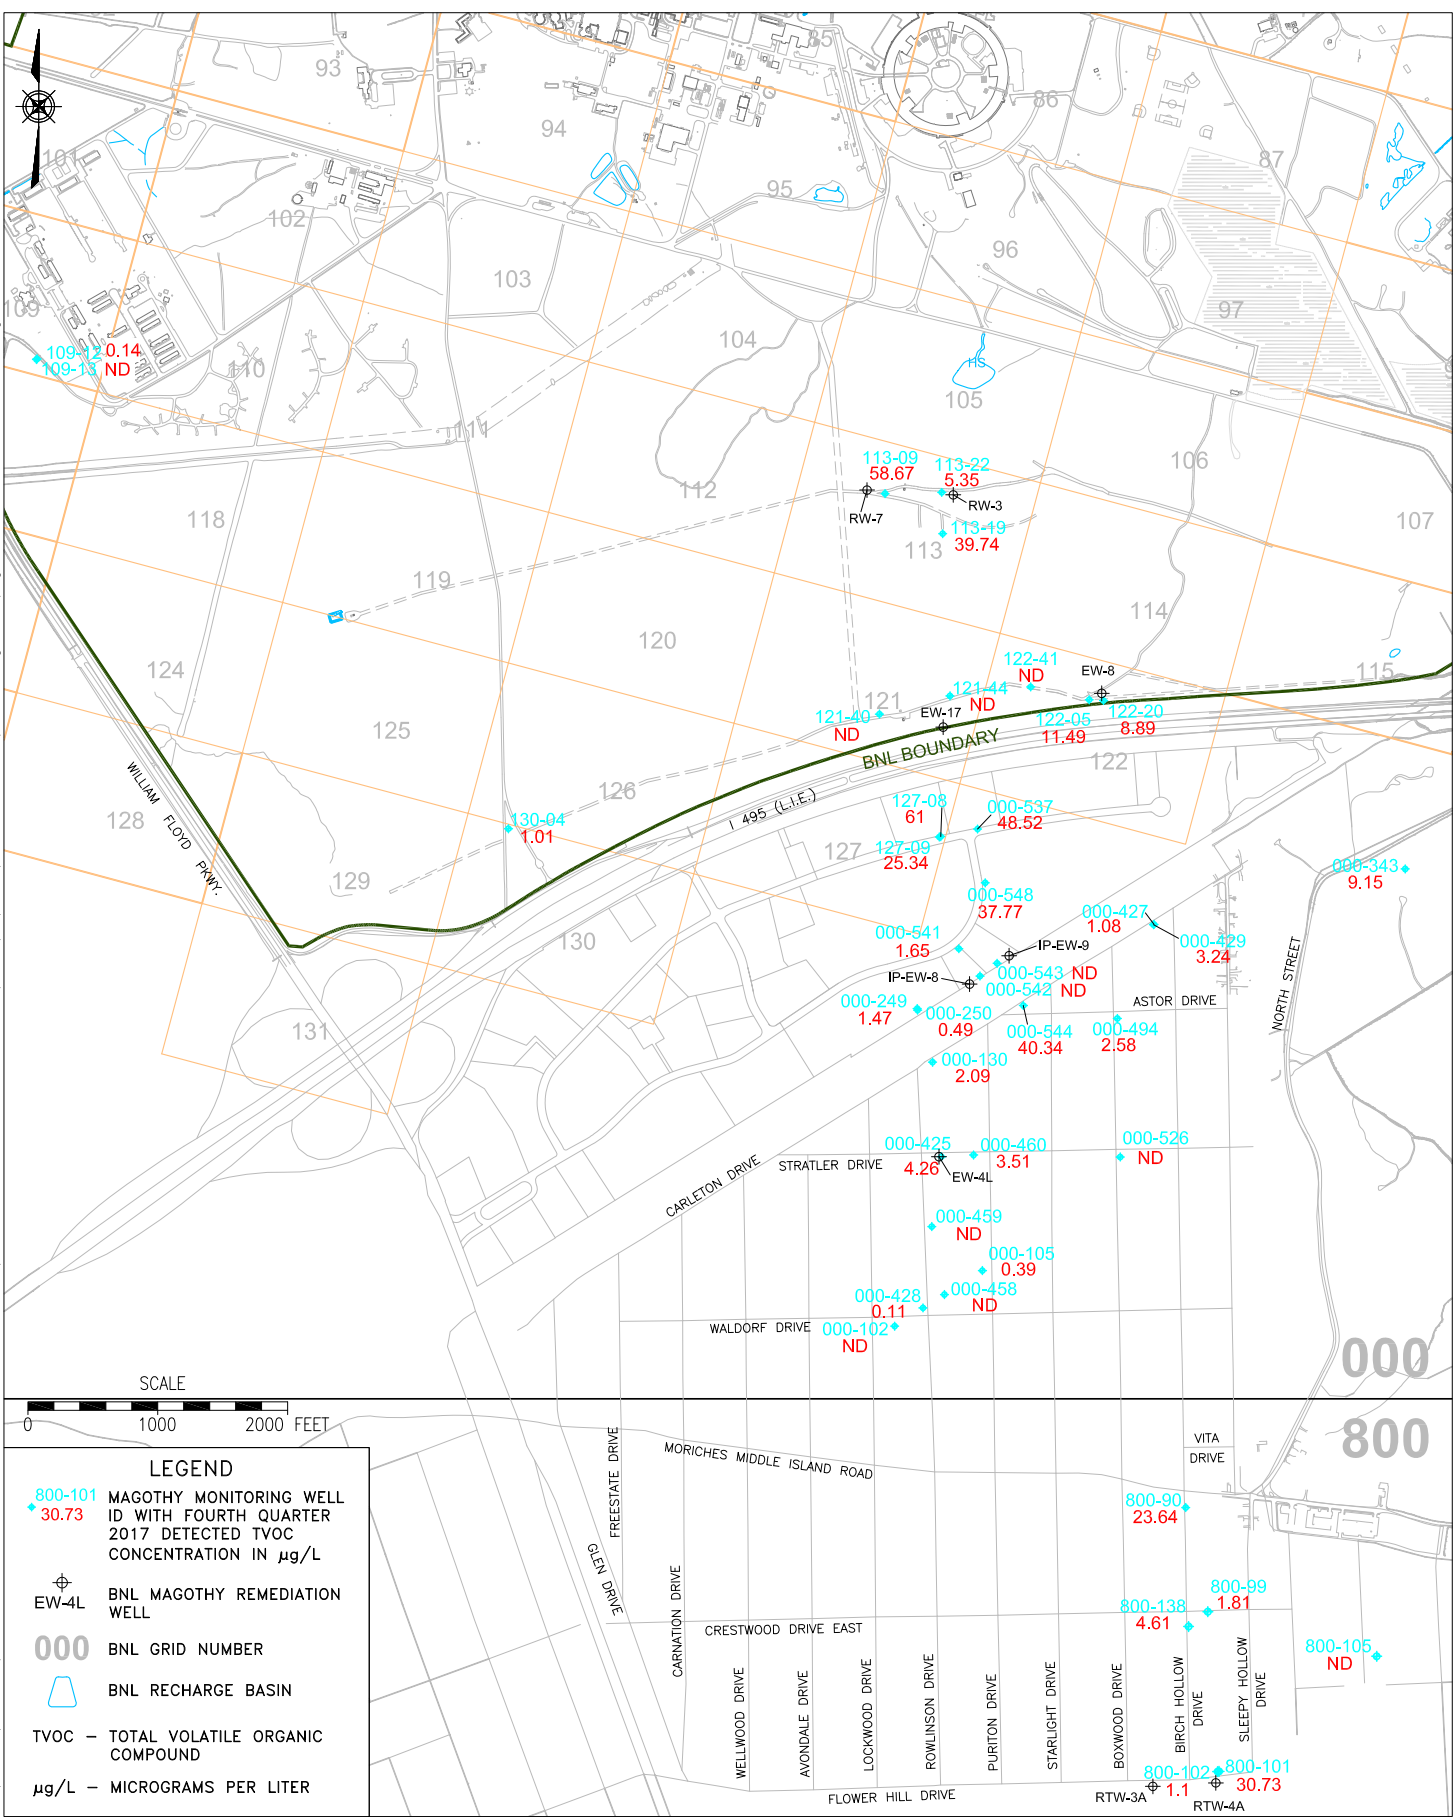 93
85
94
86
101
87
95
102
96
103
97
109
104
HS
109-12 0.14
109-13 ND
110
105
111
106
113-09
58.67
113-22
5.35
112
RW-7
RW-3
118
107
113-19
39.74
113
119
114
120
122-41
ND
EW-8
124
115
121-44
ND
121
121-40
ND
EW-17
122-05
11.49
122-20
8.89
125
BNL BOUNDARY
122
WILLIAM FLOYD PKWY.
126
I 495 (L.I.E.)
128
130-04
1.01
127-08
61
000-537
48.52
127-09
25.34
127
000-343
9.15
129
000-548
37.77
000-427
1.08
000-541
1.65
130
IP-EW-9
000-429
3.24
IP-EW-8
000-543 ND
000-542 ND
NORTH STREET
ASTOR DRIVE
000-249
1.47
000-250
0.49
000-544
40.34
000-494
2.58
131
000-130
2.09
000-425
4.26
000-460
3.51
000-526
ND
STRATLER DRIVE
EW-4L
CARLETON DRIVE
000-459
ND
000-105
0.39
000-428
0.11
000-458
ND
WALDORF DRIVE
000-102
ND
000
SCALE
0 1000 2000 FEET
800
FREESTATE DRIVE
MORICHES MIDDLE ISLAND ROAD
VITA
DRIVE
LEGEND
800-101
30.73
MAGOTHY MONITORING WELL
ID WITH FOURTH QUARTER
2017 DETECTED TVOC
CONCENTRATION IN µg/L
EW-4L
BNL MAGOTHY REMEDIATION
WELL
000 BNL GRID NUMBER
BNL RECHARGE BASIN
TVOC – TOTAL VOLATILE ORGANIC
COMPOUND
µg/L – MICROGRAMS PER LITER
800-90
23.64
GLEN DRIVE
CARNATION DRIVE
800-99
1.81
800-138
4.61
CRESTWOOD DRIVE EAST
800-105
ND
WELLWOOD DRIVE
AVONDALE DRIVE
LOCKWOOD DRIVE
ROWLINSON DRIVE
PURITON DRIVE
STARLIGHT DRIVE
BOXWOOD DRIVE
BIRCH HOLLOW
DRIVE
SLEEPY HOLLOW
DRIVE
800-102
1.1
800-101
30.73
RTW-3A
RTW-4A
FLOWER HILL DRIVE